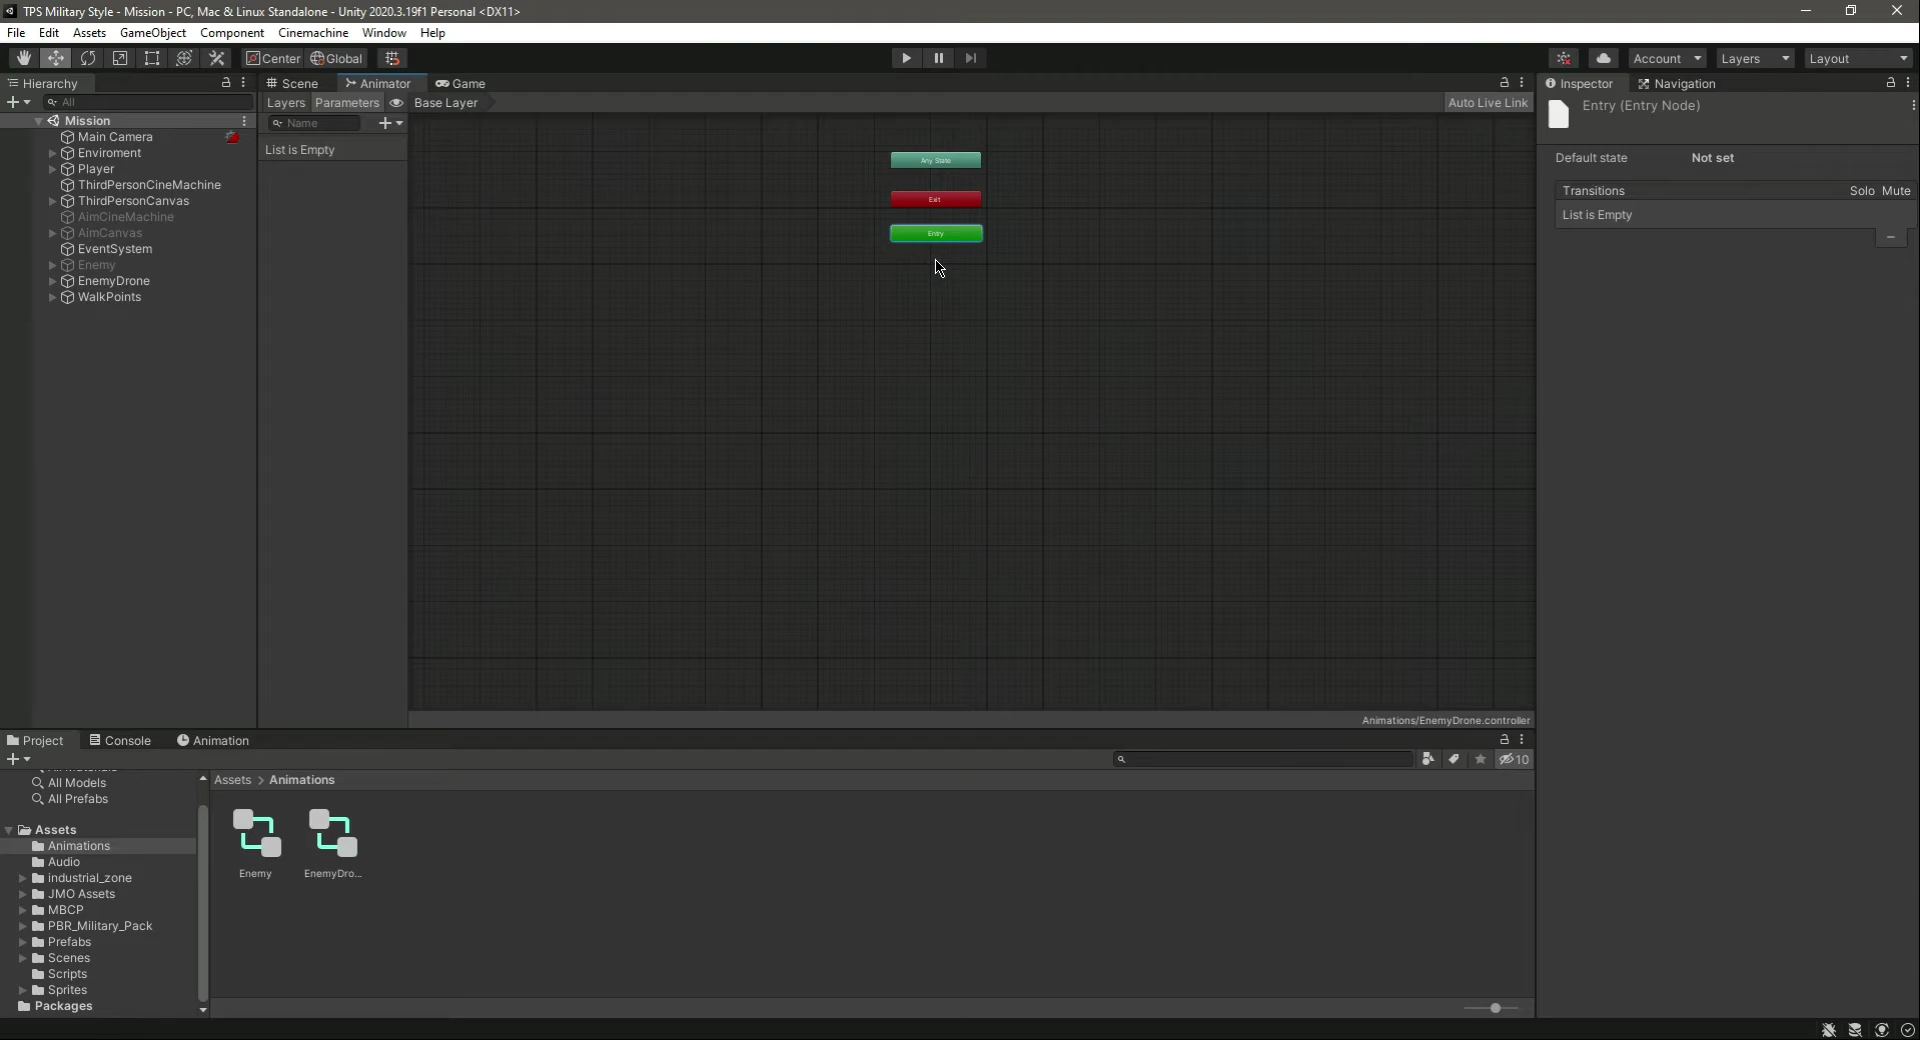 TPS Military Style - Mission - PC, Mac & Linux Standalone - Unity 2020.3.19f1 Personal <DX11>
File Edit Assets GameObject Component Cinemachine Window Help
Center Global Account Layers Layout
Hierarchy Scene Animator Game Inspector Navigation
All Layers Parameters Base Layer Auto Live Link Entry (Entry Node)
Mission Name
Main Camera Any State
Enviroment List is Empty Default state Not set
Player
ThirdPersonCineMachine Transitions Solo Mute
ThirdPersonCanvas Exit
AimCineMachine List is Empty
AimCanvas Entry
EventSystem
Enemy
EnemyDrone
WalkPoints
Animations/EnemyDrone.controller
Project Console Animation
10
All Models Assets > Animations
All Prefabs
Assets
Animations
Audio
industrial_zone Enemy EnemyDro...
JMO Assets
MBCP
PBR_Military_Pack
Prefabs
Scenes
Scripts
Sprites
Packages